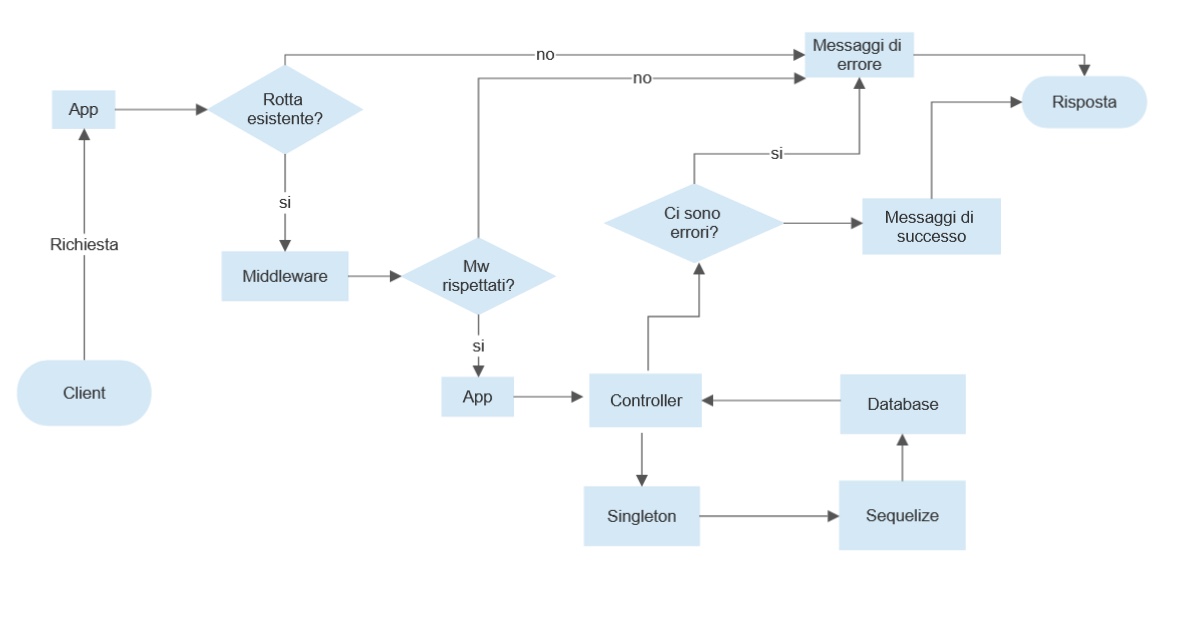 no
Messaggi di
errore
no
App
Rotta
esistente?
Risposta
si
si
Ci sono
errori?
Messaggi di
successo
Richiesta
Middleware
Mw
rispettati?
si
Client
App
Controller
Database
Singleton
Sequelize